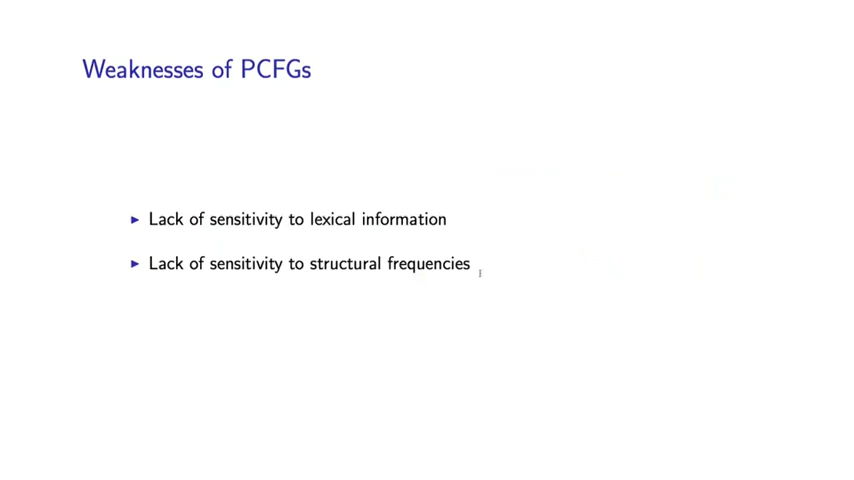 Weaknesses of PCFGs
▶ Lack of sensitivity to lexical information
▶ Lack of sensitivity to structural frequencies